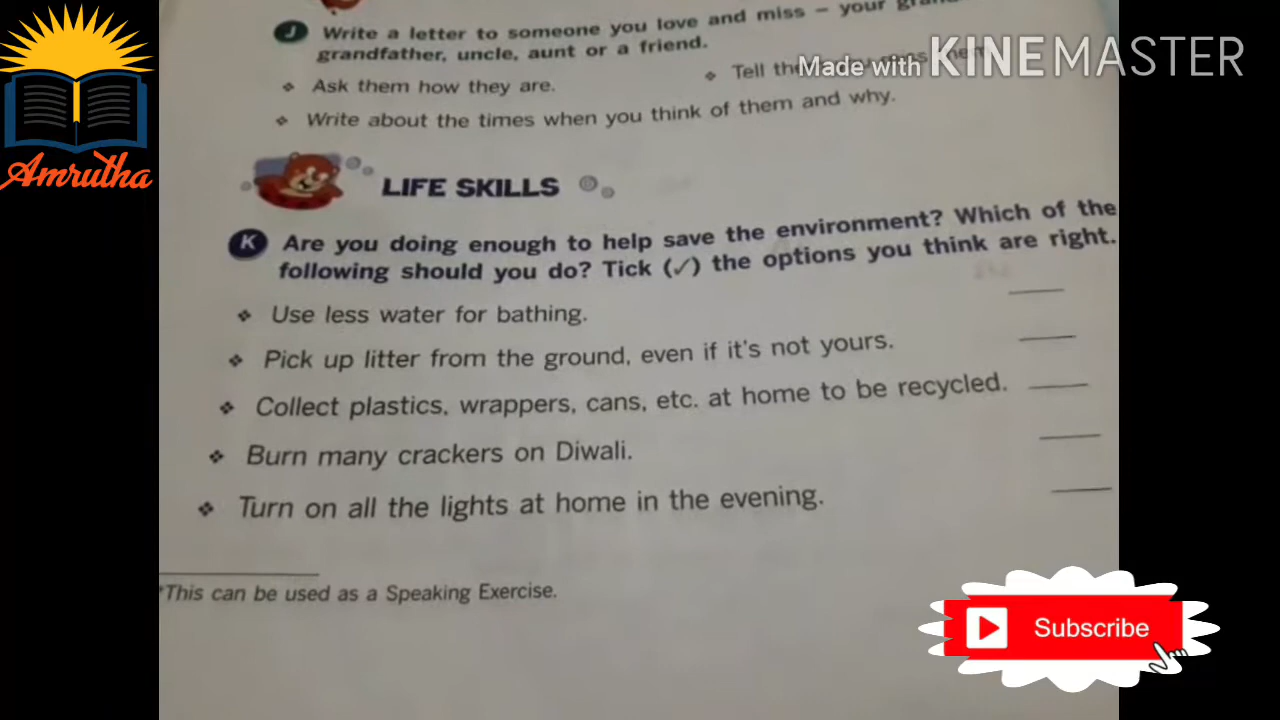 J Write a letter to someone you love and miss – your
grandfather, uncle, aunt or a friend.
Ask them how they are.
Tell
Write about the times when you think of them and why.
Made with KINEMASTER
Amrutha
LIFE SKILLS
K Are you doing enough to help save the environment? Which of the
following should you do? Tick (✓) the options you think are right.
Use less water for bathing.
Pick up litter from the ground, even if it's not yours.
Collect plastics, wrappers, cans, etc. at home to be recycled.
Burn many crackers on Diwali.
Turn on all the lights at home in the evening.
*This can be used as a Speaking Exercise.
Subscribe